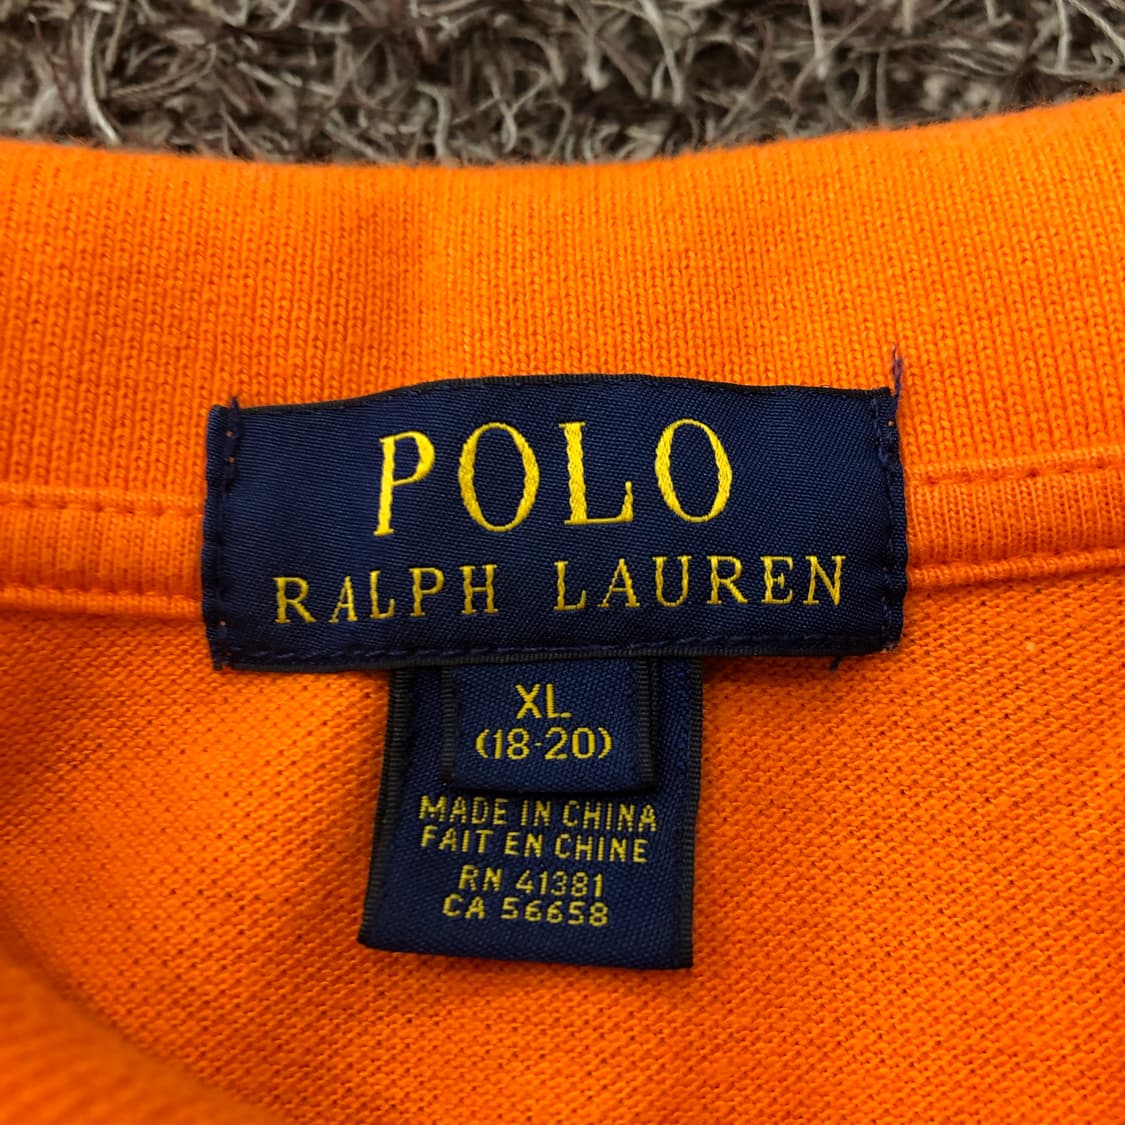 POLO
RALPH LAUREN
XL
(18-20)
MADE IN CHINA
FAIT EN CHINE
RN 41381
CA 56658